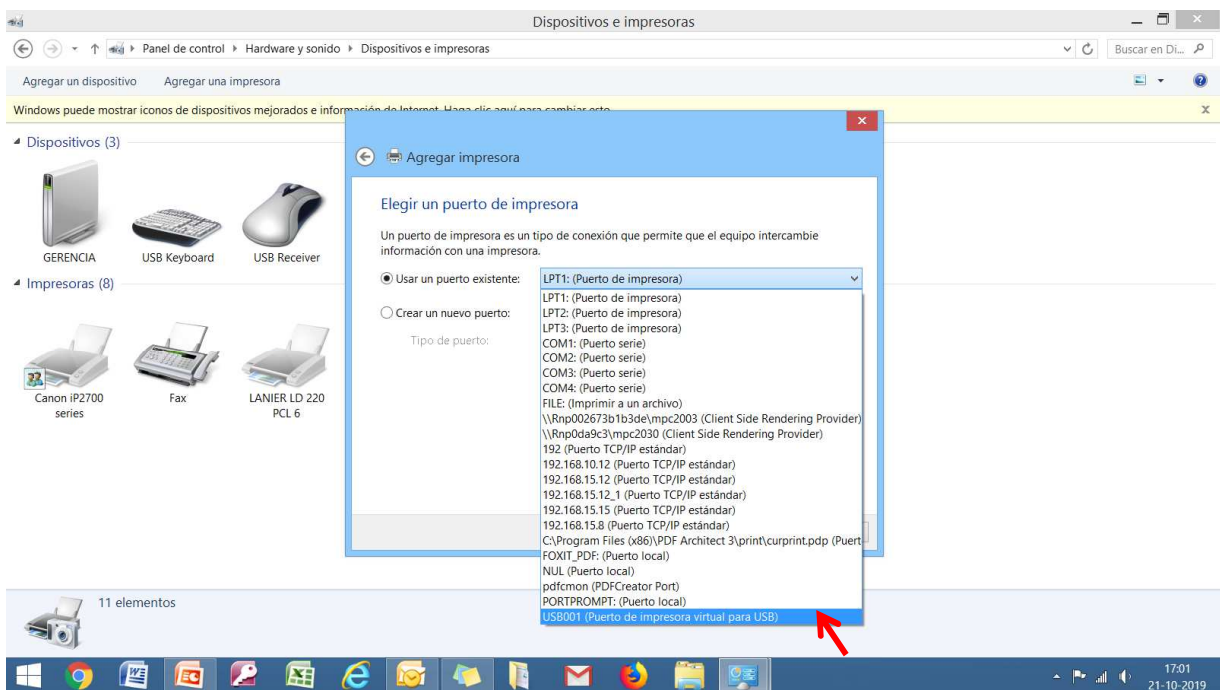 Dispositivos e impresoras
Panel de control Hardware y sonido Dispositivos e impresoras
Buscar en Di...
Agregar un dispositivo Agregar una impresora
Windows puede mostrar iconos de dispositivos mejorados e información de Internet. Haga clic aquí para cambiar esto
Dispositivos (3)
GERENCIA
USB Keyboard
USB Receiver
Impresoras (8)
Canon iP2700
series
Fax
LANIER LD 220
PCL 6
Agregar impresora
Elegir un puerto de impresora
Un puerto de impresora es un tipo de conexión que permite que el equipo intercambie
información con una impresora.
Usar un puerto existente:
LPT1: (Puerto de impresora)
Crear un nuevo puerto:
Tipo de puerto:
LPT1: (Puerto de impresora)
LPT2: (Puerto de impresora)
LPT3: (Puerto de impresora)
COM1: (Puerto serie)
COM2: (Puerto serie)
COM3: (Puerto serie)
COM4: (Puerto serie)
FILE: (Imprimir a un archivo)
\\Rnp002673b1b3de\mpc2003 (Client Side Rendering Provider)
\\Rnp0da9c3\mpc2030 (Client Side Rendering Provider)
192 (Puerto TCP/IP estándar)
192.168.10.12 (Puerto TCP/IP estándar)
192.168.15.12 (Puerto TCP/IP estándar)
192.168.15.12_1 (Puerto TCP/IP estándar)
192.168.15.15 (Puerto TCP/IP estándar)
192.168.15.8 (Puerto TCP/IP estándar)
C:\Program Files (x86)\PDF Architect 3\print\curprint.pdp (Puert
FOXIT_PDF: (Puerto local)
NUL (Puerto local)
pdfcmon (PDFCreator Port)
PORTPROMPT: (Puerto local)
USB001 (Puerto de impresora virtual para USB)
11 elementos
17:01
21-10-2019